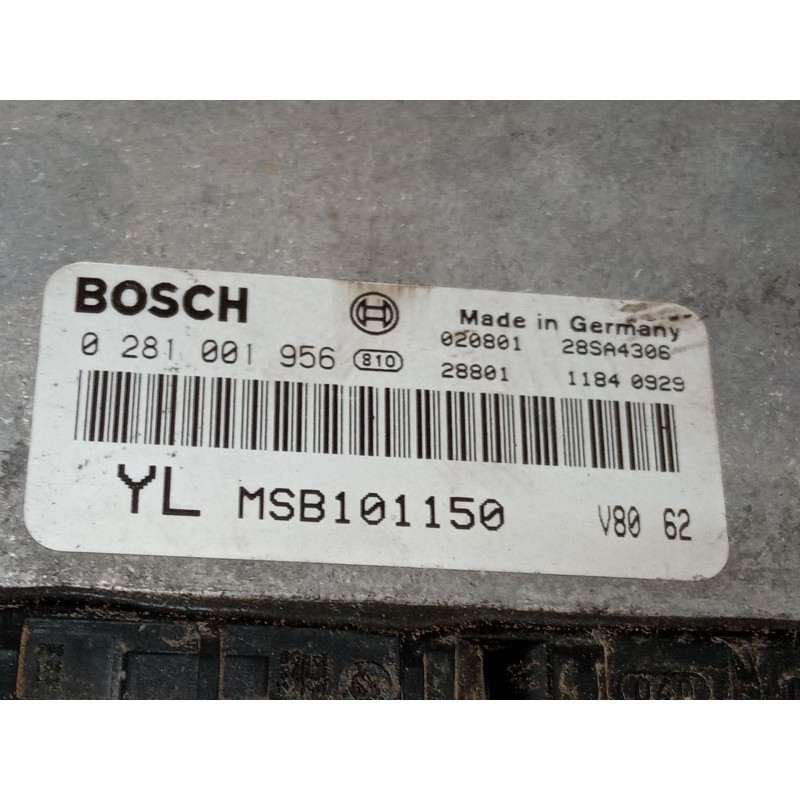 BOSCH
Made in Germany
0 281 001 956 810
020801 28SA4306
28801 1184 0929
YL MSB101150 V80 62